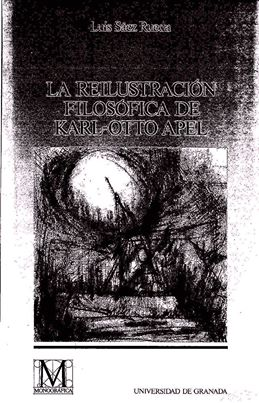 Luis Sáez Rueda
LA REILUSTRACIÓN
FILOSÓFICA DE
KARL-OTTO APEL
MONOGRÁFICA
UNIVERSIDAD DE GRANADA